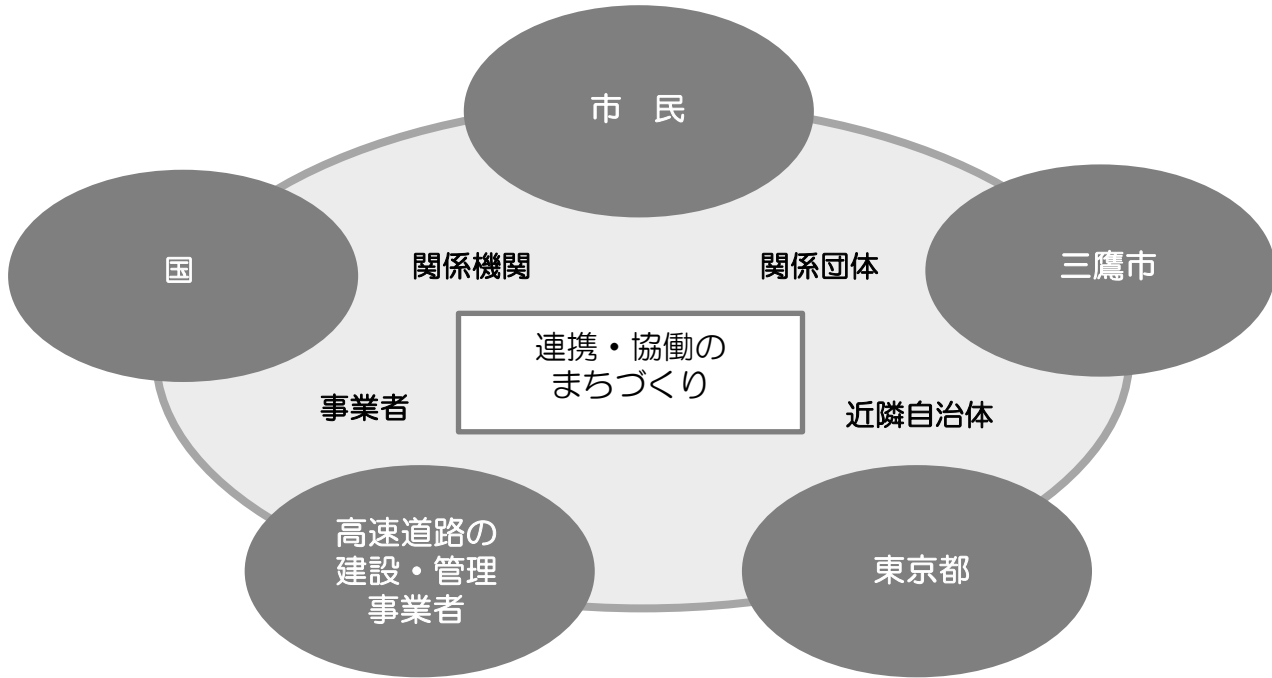 市　民
国
三鷹市
関係機関
関係団体
連携・協働の
まちづくり
事業者
近隣自治体
高速道路の
建設・管理
事業者
東京都